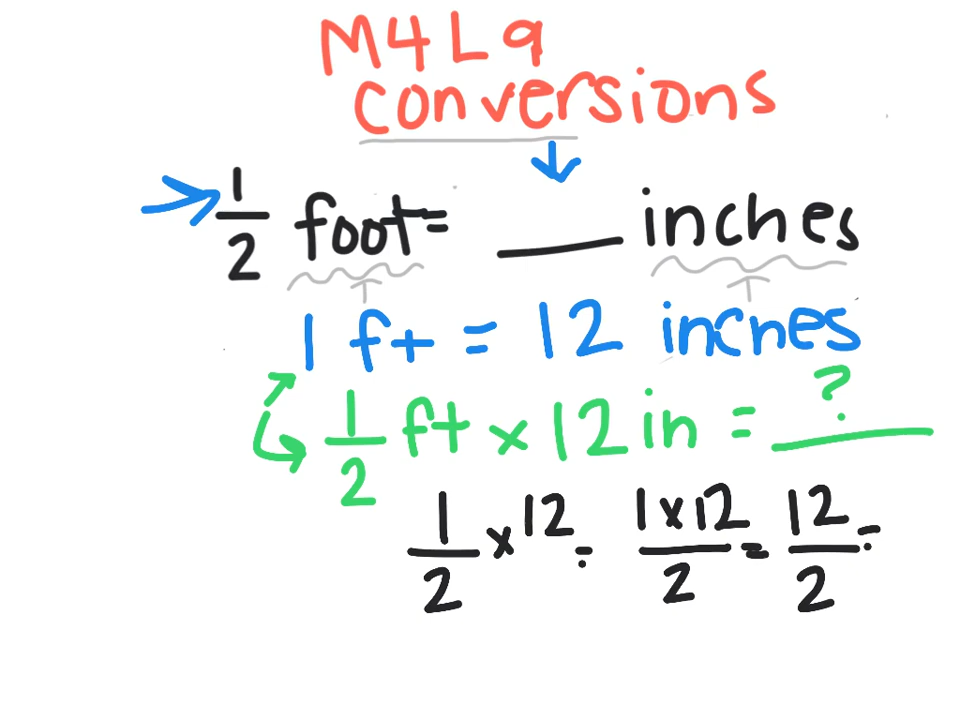 M4L9
conversions
1/2 foot= ___ inches
1 ft = 12 inches
1/2 ft x 12 in = ?
1/2 x 12 = 1x12/2 = 12/2 =